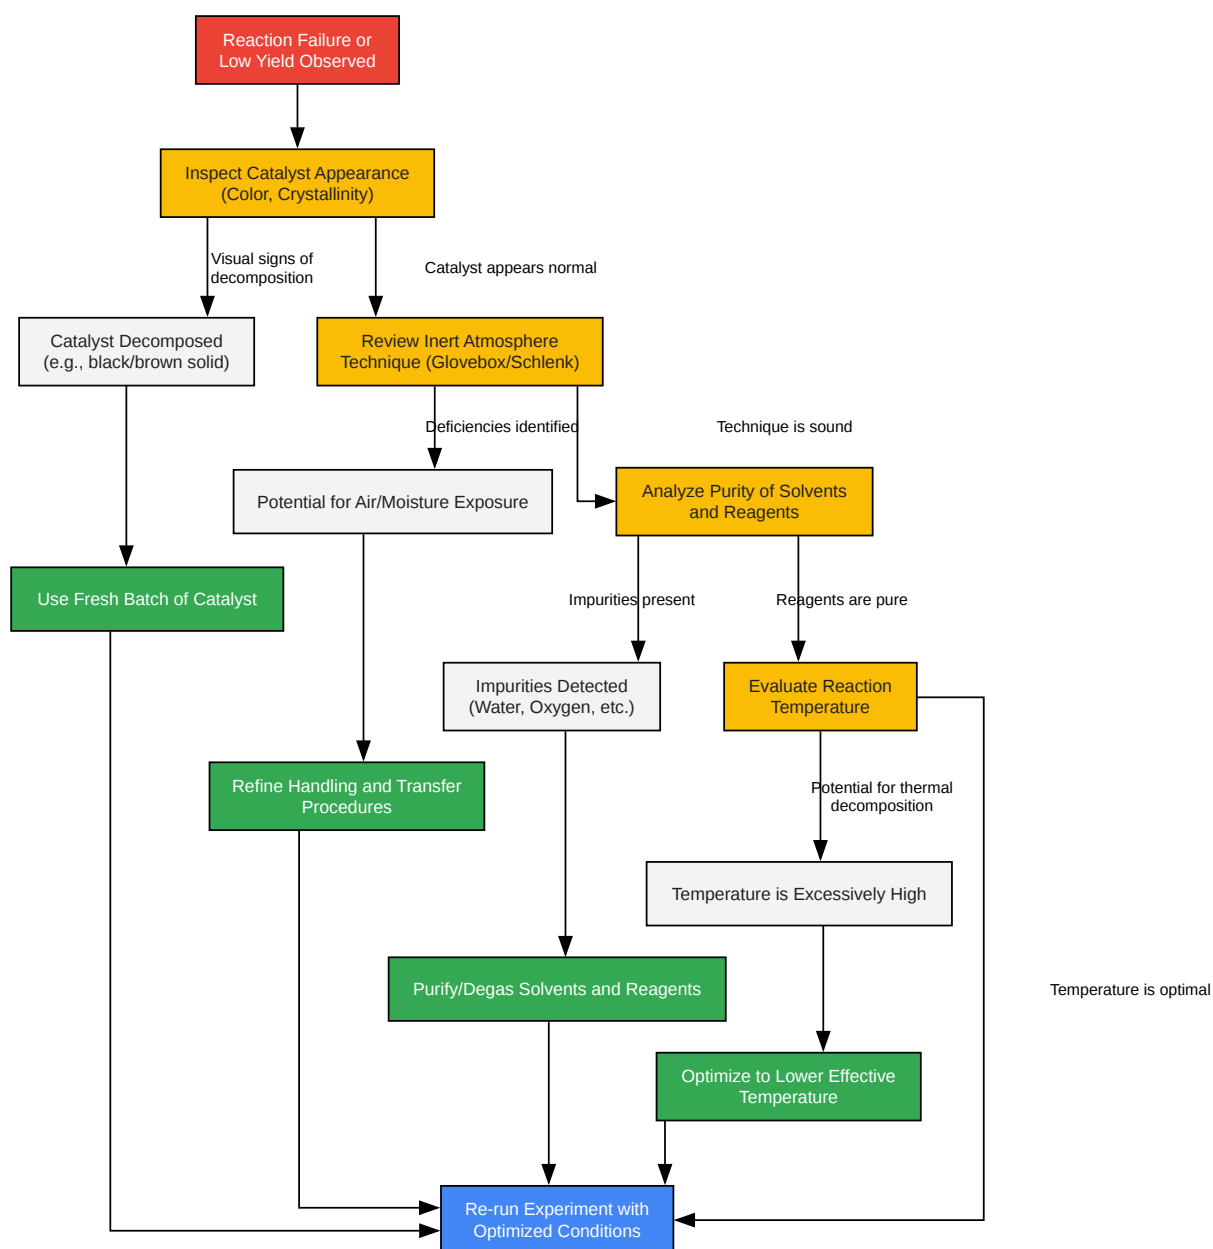 Reaction Failure or
Low Yield Observed
Inspect Catalyst Appearance
(Color, Crystallinity)
Visual signs of
decomposition
Catalyst appears normal
Catalyst Decomposed
(e.g., black/brown solid)
Review Inert Atmosphere
Technique (Glovebox/Schlenk)
Deficiencies identified
Technique is sound
Potential for Air/Moisture Exposure
Analyze Purity of Solvents
and Reagents
Use Fresh Batch of Catalyst
Impurities present
Reagents are pure
Impurities Detected
(Water, Oxygen, etc.)
Evaluate Reaction
Temperature
Refine Handling and Transfer
Procedures
Potential for thermal
decomposition
Temperature is Excessively High
Purify/Degas Solvents and Reagents
Temperature is optimal
Optimize to Lower Effective
Temperature
Re-run Experiment with
Optimized Conditions